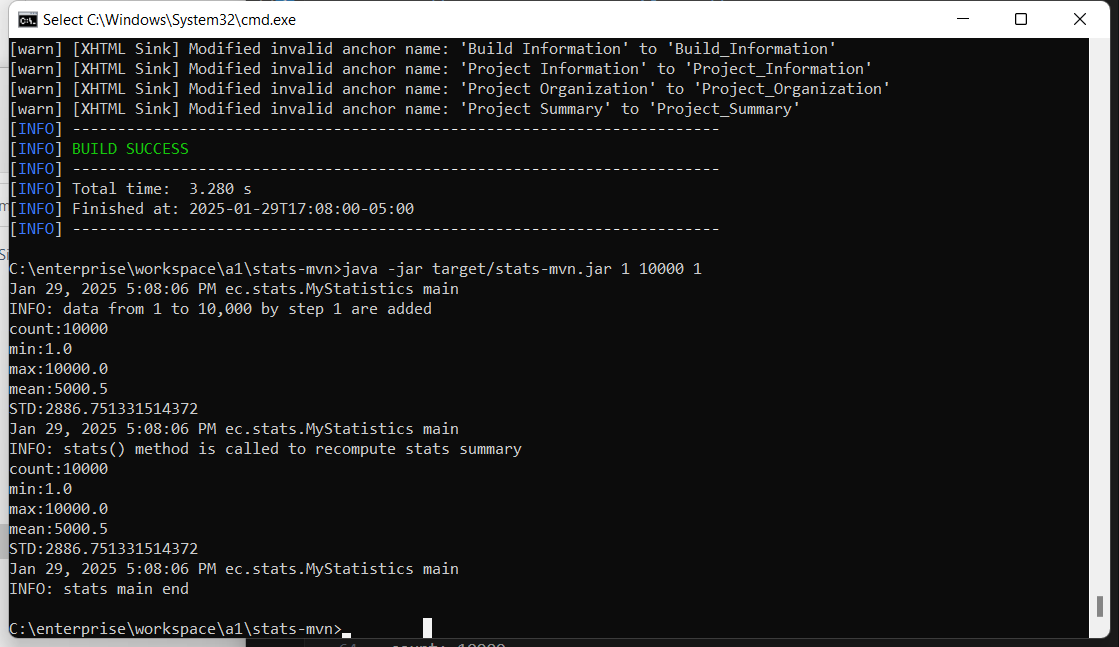 Select C:\Windows\System32\cmd.exe
[warn] [XHTML Sink] Modified invalid anchor name: 'Build Information' to 'Build_Information'
[warn] [XHTML Sink] Modified invalid anchor name: 'Project Information' to 'Project_Information'
[warn] [XHTML Sink] Modified invalid anchor name: 'Project Organization' to 'Project_Organization'
[warn] [XHTML Sink] Modified invalid anchor name: 'Project Summary' to 'Project_Summary'
[INFO] ------------------------------------------------------------------------
[INFO] BUILD SUCCESS
[INFO] ------------------------------------------------------------------------
[INFO] Total time:  3.280 s
[INFO] Finished at: 2025-01-29T17:08:00-05:00
[INFO] ------------------------------------------------------------------------
C:\enterprise\workspace\a1\stats-mvn>java -jar target/stats-mvn.jar 1 10000 1
Jan 29, 2025 5:08:06 PM ec.stats.MyStatistics main
INFO: data from 1 to 10,000 by step 1 are added
count:10000
min:1.0
max:10000.0
mean:5000.5
STD:2886.751331514372
Jan 29, 2025 5:08:06 PM ec.stats.MyStatistics main
INFO: stats() method is called to recompute stats summary
count:10000
min:1.0
max:10000.0
mean:5000.5
STD:2886.751331514372
Jan 29, 2025 5:08:06 PM ec.stats.MyStatistics main
INFO: stats main end
C:\enterprise\workspace\a1\stats-mvn>